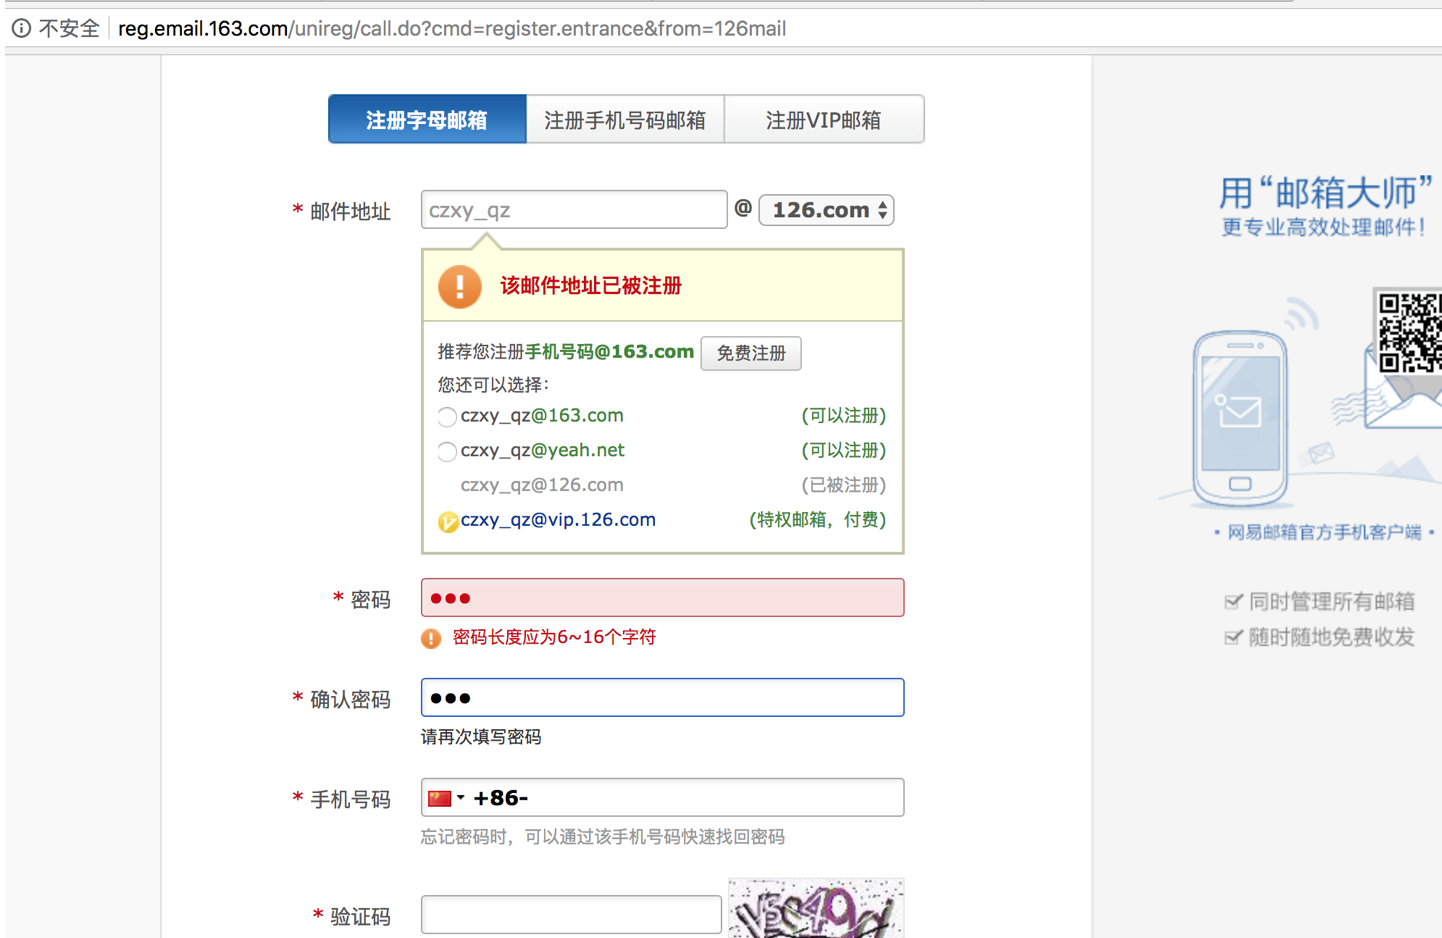 不安全 reg.email.163.com/unireg/call.do?cmd=register.entrance&from=126mail
注册字母邮箱 注册手机号码邮箱 注册VIP邮箱
* 邮件地址 czxy_qz @ 126.com
该邮件地址已被注册
推荐您注册手机号码@163.com 免费注册
您还可以选择：
czxy_qz@163.com (可以注册)
czxy_qz@yeah.net (可以注册)
czxy_qz@126.com (已被注册)
czxy_qz@vip.126.com (特权邮箱，付费)
* 密码
密码长度应为6~16个字符
* 确认密码
请再次填写密码
* 手机号码 +86-
忘记密码时，可以通过该手机号码快速找回密码
* 验证码
用“邮箱大师”
更专业高效处理邮件！
·网易邮箱官方手机客户端·
同时管理所有邮箱
随时随地免费收发